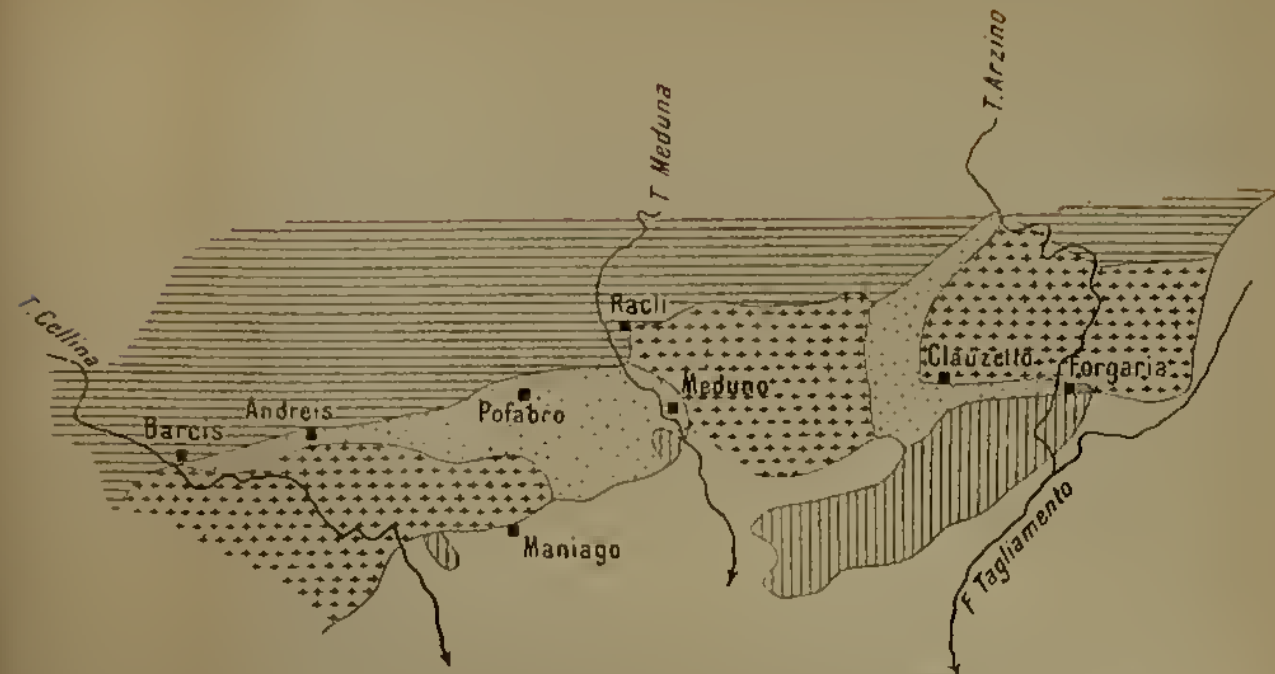 T. Arzino
T Meduna
T. Cellina
Racli
Clauzetto
Forgaria
Meduno
Andreis
Pofabro
Barcis
Maniago
F Tagliamento